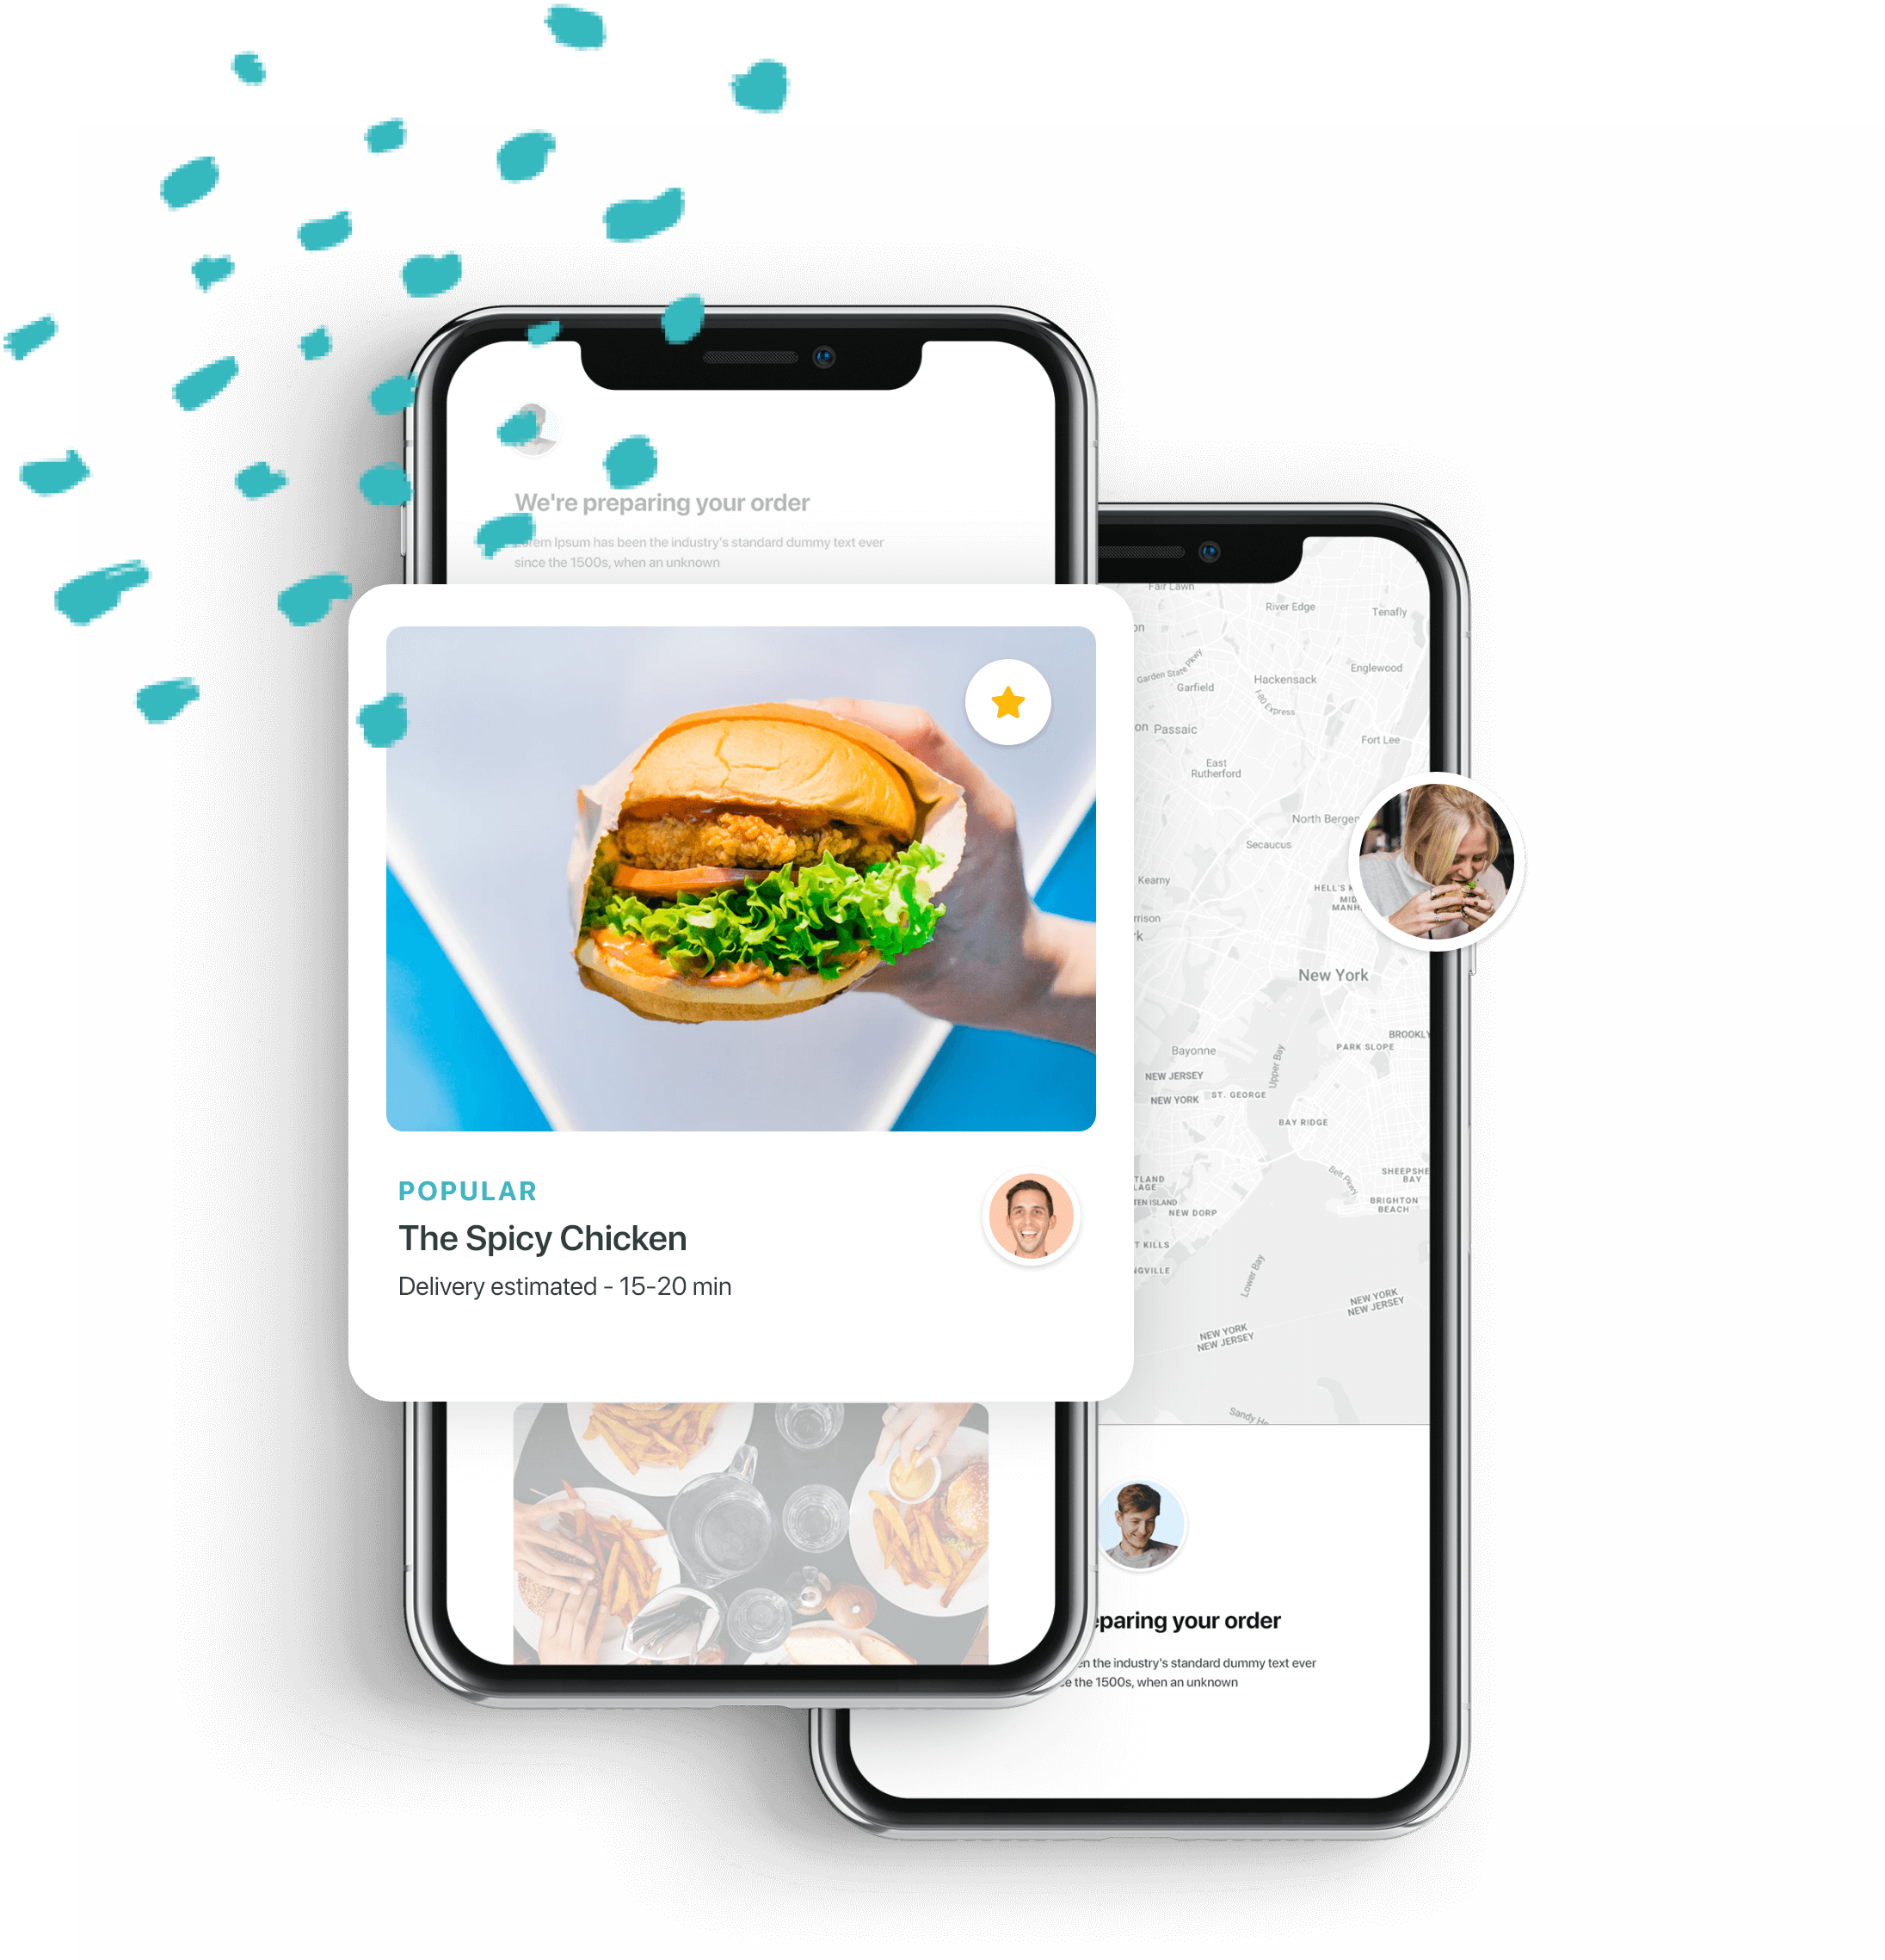 We're preparing your order
Lorem Ipsum has been the industry's standard dummy text ever
since the 1500s, when an unknown
POPULAR
The Spicy Chicken
Delivery estimated - 15-20 min
Fair Lawn
River Edge
Tenafly
Garden State Pkwy
Englewood
Hackensack
Garfield
I-80 Express
Passaic
Fort Lee
East
Rutherford
North Bergen
Secaucus
Kearny
HELL'S
MID
MANH
New York
BROOKLY
PARK SLOPE
Bayonne
Upper Bay
NEW JERSEY
NEW YORK
ST. GEORGE
BAY RIDGE
Belt Pkwy
SHEEPSHE
BAY
TLAND
LAGE
TEN ISLAND
BRIGHTON
BEACH
NEW DORP
T KILLS
NGVILLE
Lower Bay
NEW YORK
NEW JERSEY
NEW YORK
NEW JERSEY
Sandy Ho
eparing your order
en the industry's standard dummy text ever
ce the 1500s, when an unknown